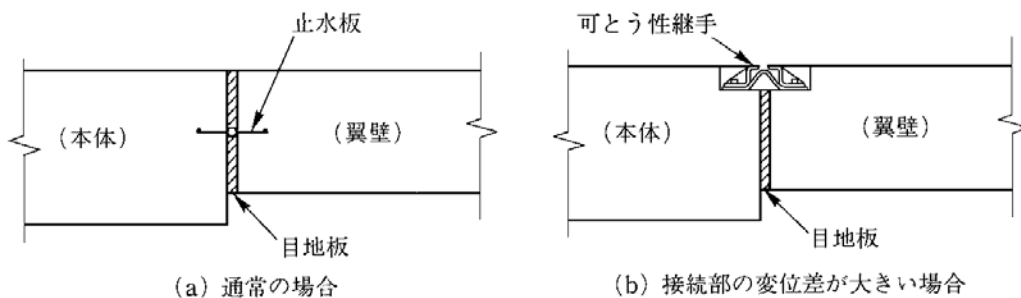 止水板
(本体)
(翼壁)
目地板
(a) 通常の場合
可とう性継手
(本体)
(翼壁)
目地板
(b) 接続部の変位差が大きい場合